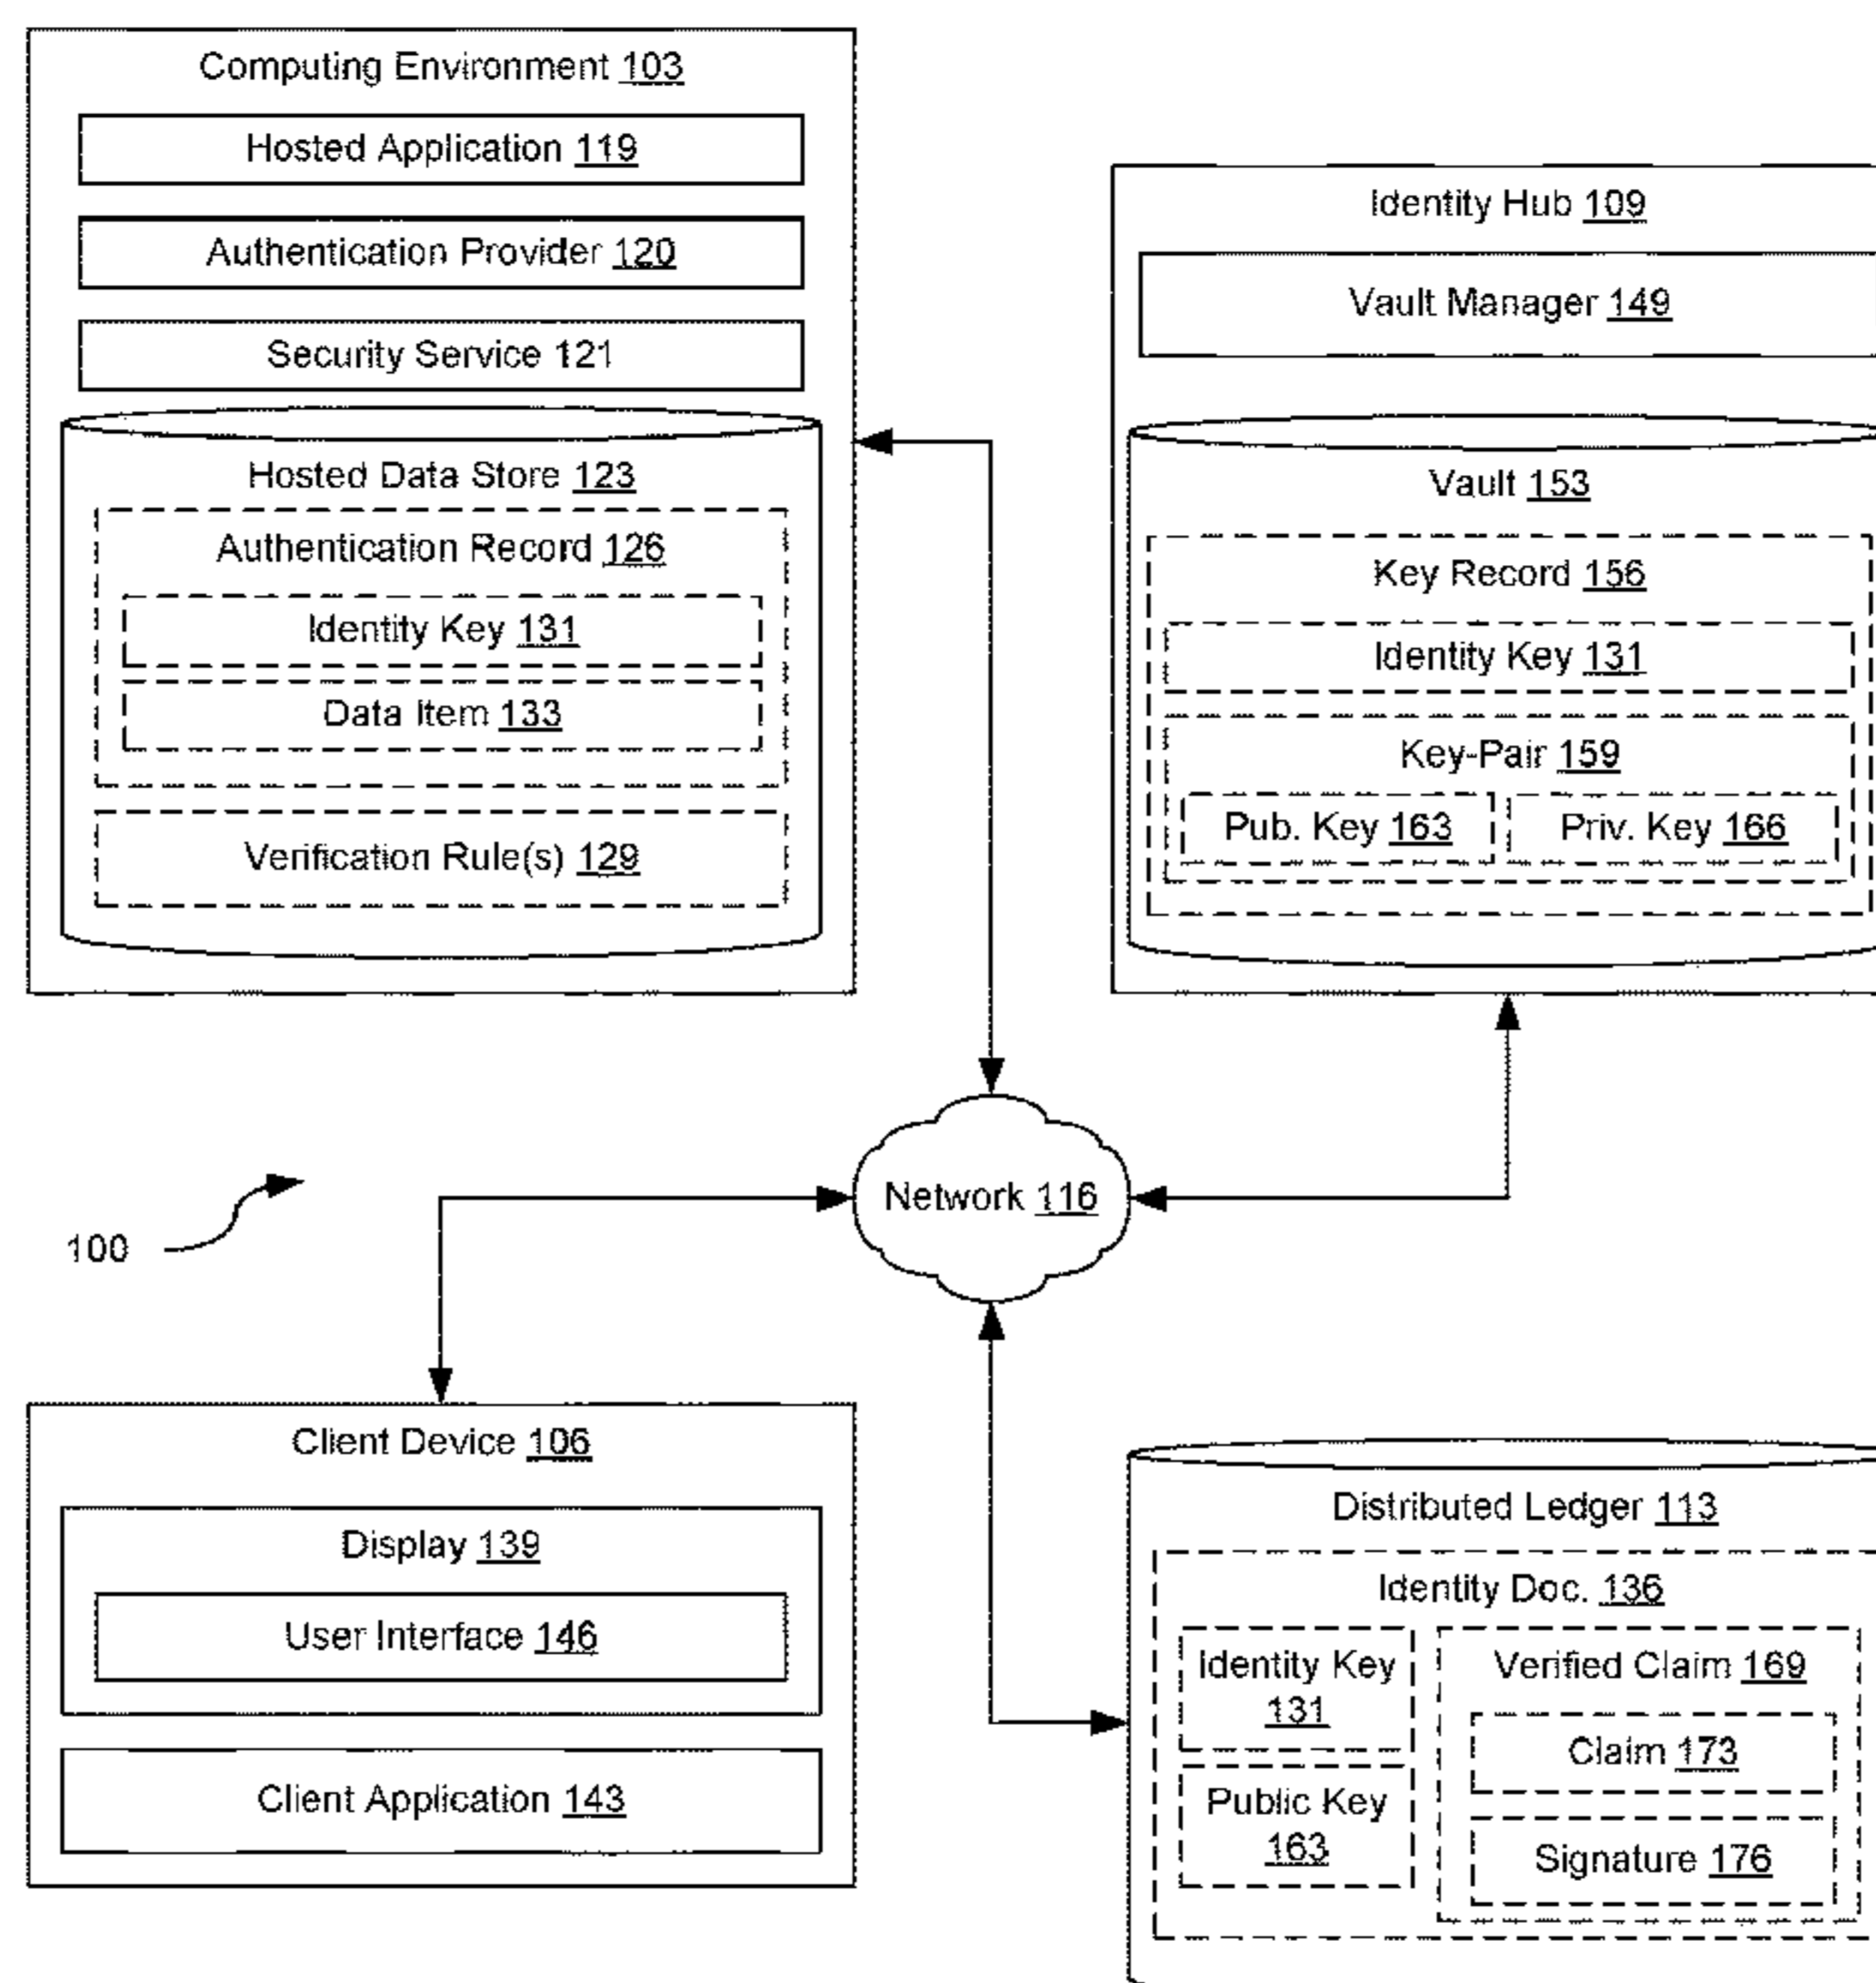 Computing Environment 103
Hosted Application 119
Authentication Provider 120
Security Service 121
Hosted Data Store 123
Authentication Record 126
Identity Key 131
Data Item 133
Verification Rule(s) 129
Identity Hub 109
Vault Manager 149
Vault 153
Key Record 156
Identity Key 131
Key-Pair 159
Pub. Key 163
Priv. Key 166
Network 116
100
Client Device 106
Display 139
User Interface 146
Client Application 143
Distributed Ledger 113
Identity Doc. 136
Identity Key
131
Public Key
163
Verified Claim 169
Claim 173
Signature 176